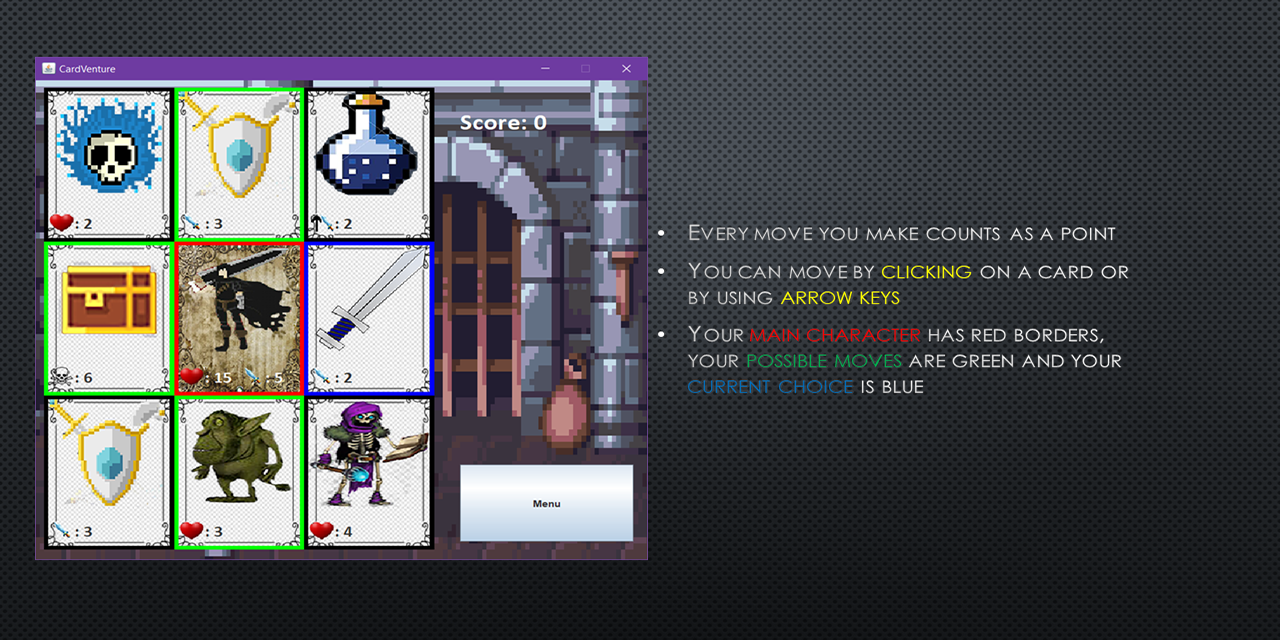 CardVenture
Score: 0
: 2
: 3
: 2
: 6
: 15 : 5
: 2
: 3
: 3
: 4
Menu
• EVERY MOVE YOU MAKE COUNTS AS A POINT
• YOU CAN MOVE BY CLICKING ON A CARD OR
BY USING ARROW KEYS
• YOUR MAIN CHARACTER HAS RED BORDERS,
YOUR POSSIBLE MOVES ARE GREEN AND YOUR
CURRENT CHOICE IS BLUE